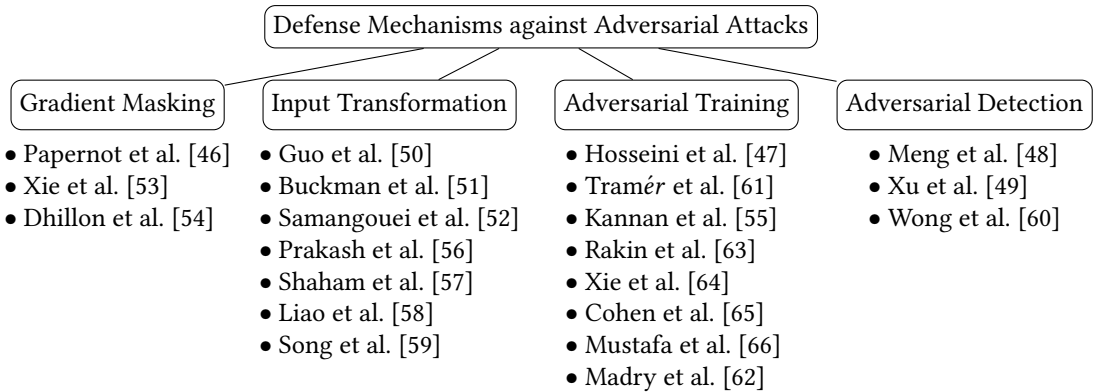 Defense Mechanisms against Adversarial Attacks
Gradient Masking
• Papernot et al. [46]
• Xie et al. [53]
• Dhillon et al. [54]
Input Transformation
• Guo et al. [50]
• Buckman et al. [51]
• Samangouei et al. [52]
• Prakash et al. [56]
• Shaham et al. [57]
• Liao et al. [58]
• Song et al. [59]
Adversarial Training
• Hosseini et al. [47]
• Tramér et al. [61]
• Kannan et al. [55]
• Rakin et al. [63]
• Xie et al. [64]
• Cohen et al. [65]
• Mustafa et al. [66]
• Madry et al. [62]
Adversarial Detection
• Meng et al. [48]
• Xu et al. [49]
• Wong et al. [60]